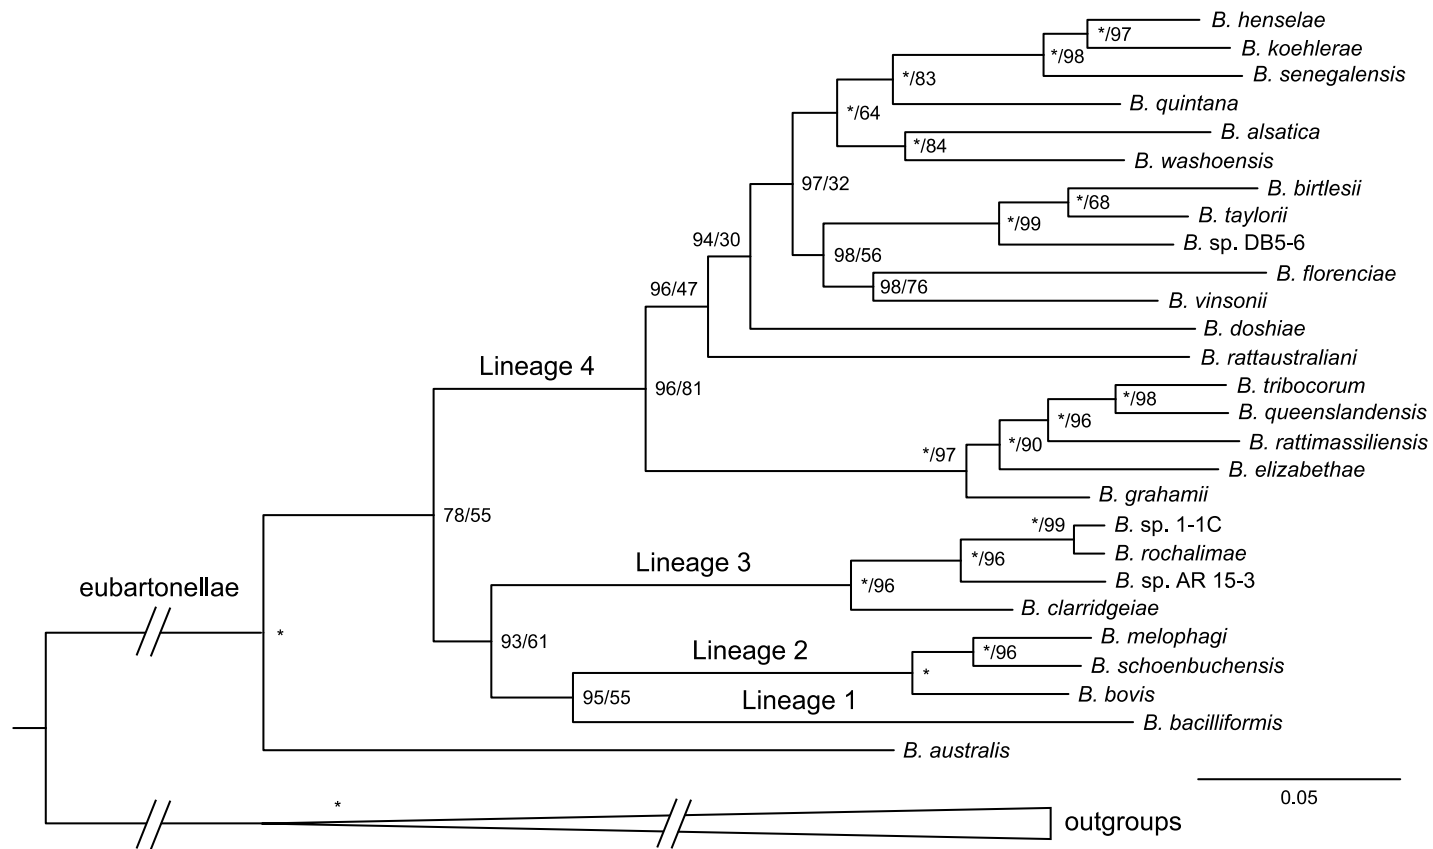 B. henselae
*/97
B. koehlerae
*/98
B. senegalensis
*/83
B. quintana
*/64
B. alsatica
*/84
B. washoensis
97/32
B. birtlesii
*/68
B. taylorii
*/99
B. sp. DB5-6
94/30
98/56
B. florenciae
98/76
B. vinsonii
96/47
B. doshiae
B. rattaustraliani
Lineage 4
96/81
B. tribocorum
*/98
B. queenslandensis
*/96
B. rattimassiliensis
*/90
*/97
B. elizabethae
B. grahamii
78/55
B. sp. 1-1C
*/99
B. rochalimae
*/96
Lineage 3
B. sp. AR 15-3
*/96
eubartonellae
B. clarridgeiae
*
93/61
B. melophagi
*/96
Lineage 2
B. schoenbuchensis
*
B. bovis
95/55
Lineage 1
B. bacilliformis
B. australis
0.05
*
outgroups